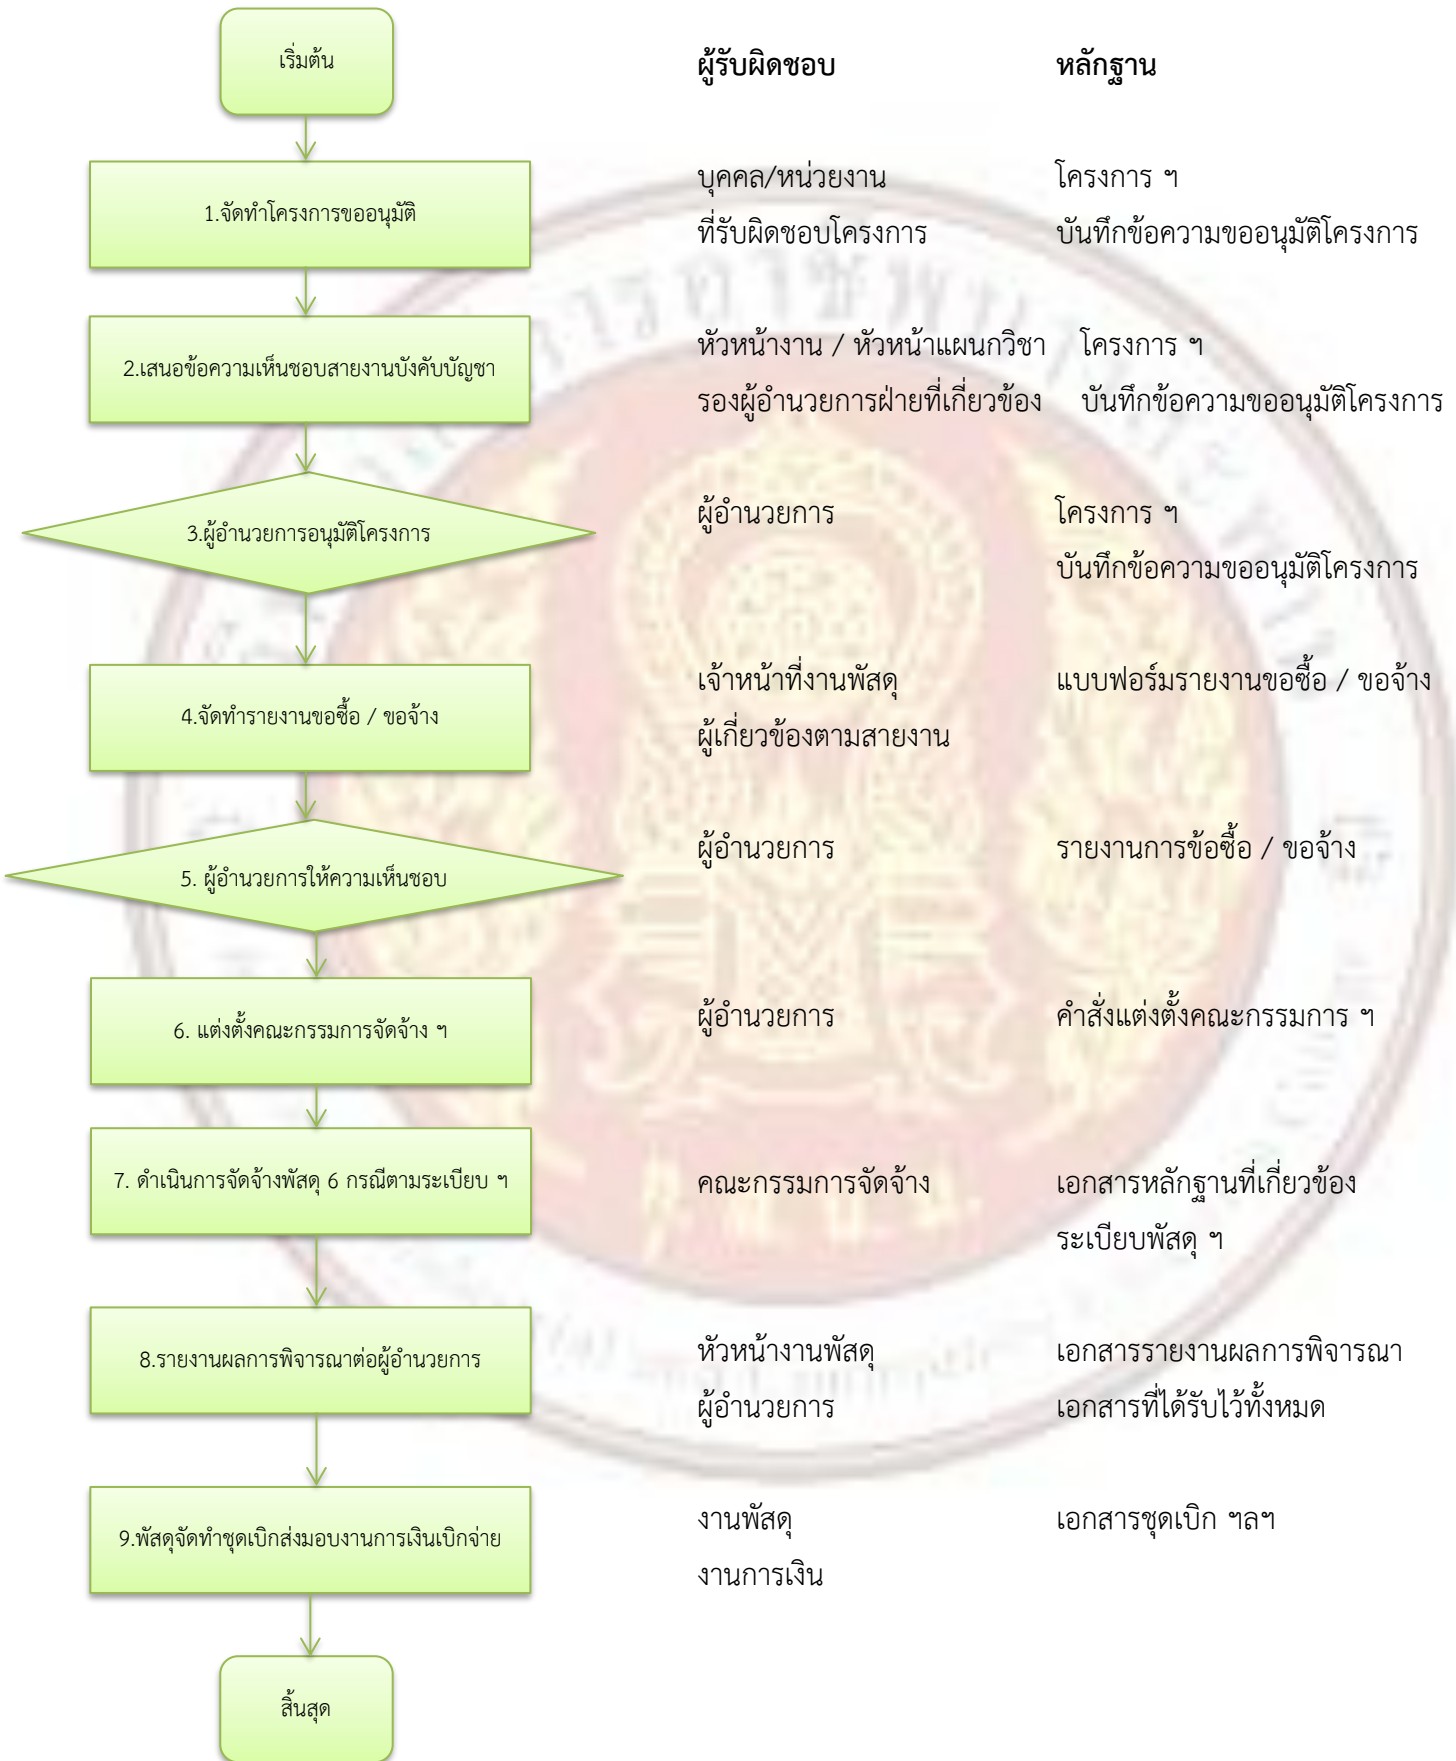 เริ่มต้น
ผู้รับผิดชอบ หลักฐาน
1.จัดทำโครงการขออนุมัติ
บุคคล/หน่วยงาน โครงการ ฯ
ที่รับผิดชอบโครงการ บันทึกข้อความขออนุมัติโครงการ
2.เสนอข้อความเห็นชอบสายงานบังคับบัญชา
หัวหน้างาน / หัวหน้าแผนกวิชา โครงการ ฯ
รองผู้อำนวยการฝ่ายที่เกี่ยวข้อง บันทึกข้อความขออนุมัติโครงการ
3.ผู้อำนวยการอนุมัติโครงการ
ผู้อำนวยการ โครงการ ฯ
บันทึกข้อความขออนุมัติโครงการ
4.จัดทำรายงานขอซื้อ / ขอจ้าง
เจ้าหน้าที่งานพัสดุ แบบฟอร์มรายงานขอซื้อ / ขอจ้าง
ผู้เกี่ยวข้องตามสายงาน
5. ผู้อำนวยการให้ความเห็นชอบ
ผู้อำนวยการ รายงานการข้อซื้อ / ขอจ้าง
6. แต่งตั้งคณะกรรมการจัดจ้าง ฯ
ผู้อำนวยการ คำสั่งแต่งตั้งคณะกรรมการ ฯ
7. ดำเนินการจัดจ้างพัสดุ 6 กรณีตามระเบียบ ฯ
คณะกรรมการจัดจ้าง เอกสารหลักฐานที่เกี่ยวข้อง
ระเบียบพัสดุ ฯ
8.รายงานผลการพิจารณาต่อผู้อำนวยการ
หัวหน้างานพัสดุ เอกสารรายงานผลการพิจารณา
ผู้อำนวยการ เอกสารที่ได้รับไว้ทั้งหมด
9.พัสดุจัดทำชุดเบิกส่งมอบงานการเงินเบิกจ่าย
งานพัสดุ เอกสารชุดเบิก ฯลฯ
งานการเงิน
สิ้นสุด